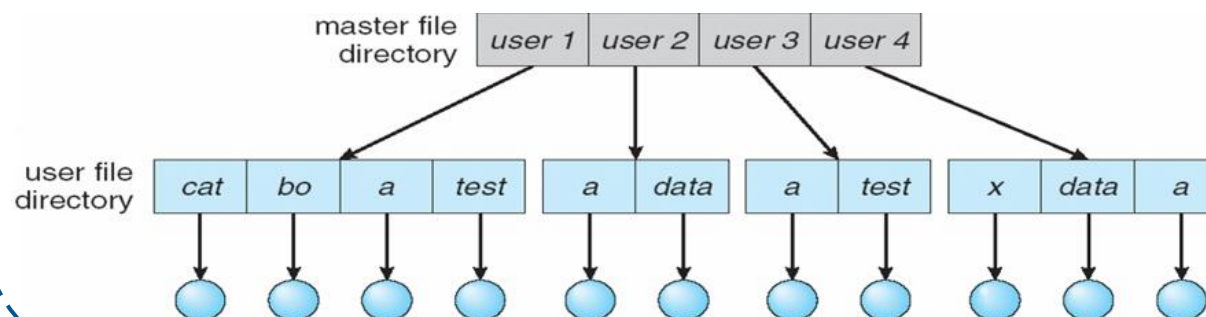 master file
directory
user 1 user 2 user 3 user 4
user file
directory
cat bo a test a data a test x data a